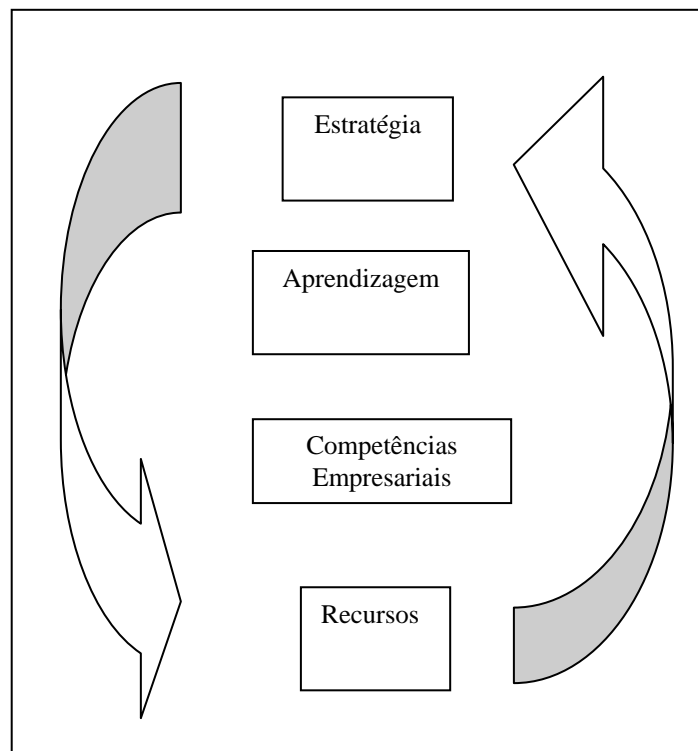 Estratégia
Aprendizagem
Competências
Empresariais
Recursos